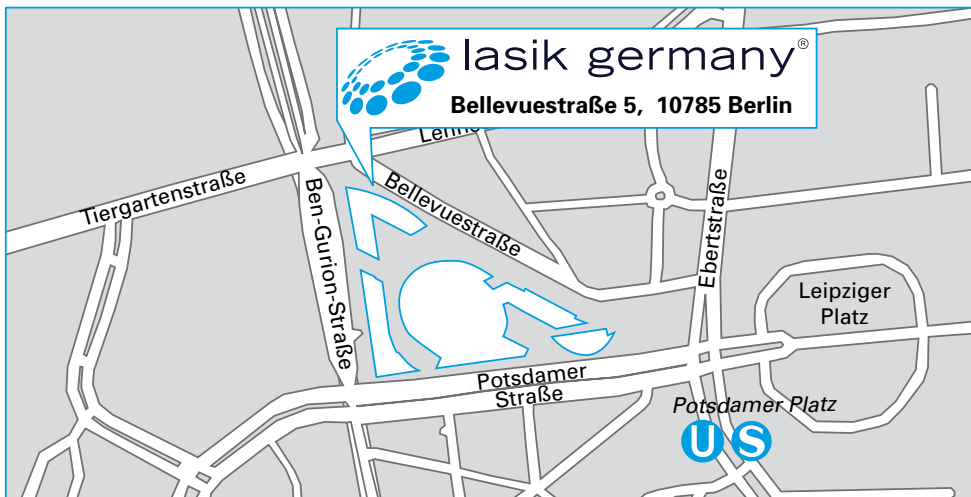 lasik germany®
Bellevuestraße 5, 10785 Berlin
Tiergartenstraße
Bellevuestraße
Ben-Gurion-Straße
Ebertstraße
Leipziger
Platz
Potsdamer
Straße
Potsdamer Platz
U S